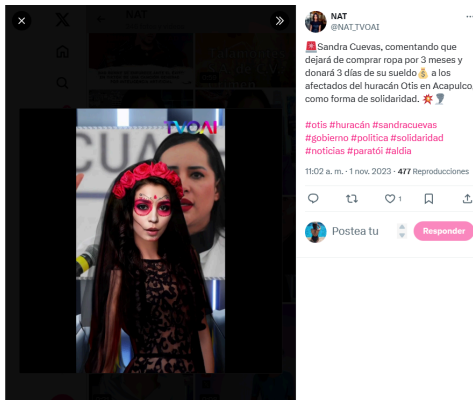 NAT
@NAT_TVOAI
🚨Sandra Cuevas, comentando que
dejará de comprar ropa por 3 meses y
donará 3 días de su sueldo💰 a los
afectados del huracán Otis en Acapulco,
como forma de solidaridad. 💥🌪️
#otis #huracán #sandracuevas
#gobierno #politica #solidaridad
#noticias #paratói #aldia
11:02 a. m. · 1 nov. 2023 · 477 Reproducciones
1
Postea tu
Responder
TVOAI
CUA